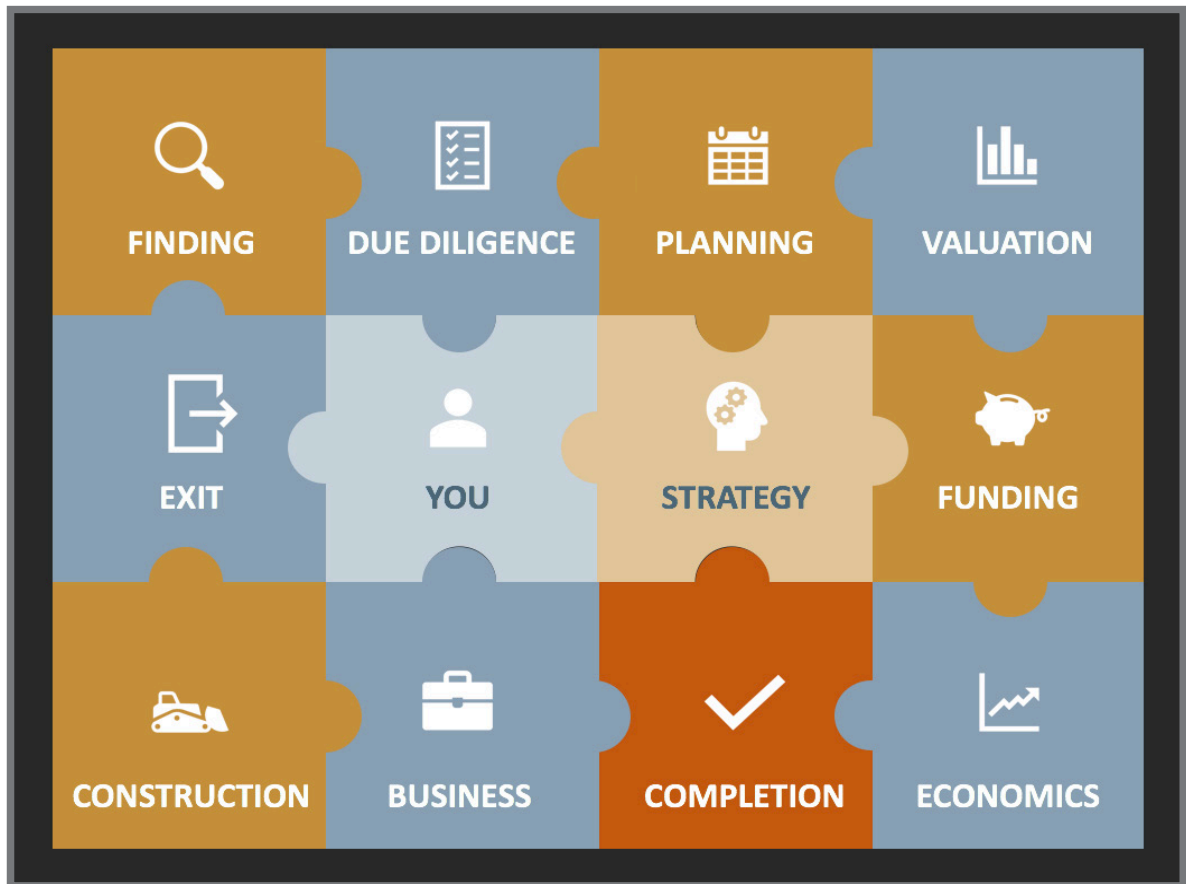 FINDING
DUE DILIGENCE
PLANNING
VALUATION
EXIT
YOU
STRATEGY
FUNDING
CONSTRUCTION
BUSINESS
COMPLETION
ECONOMICS